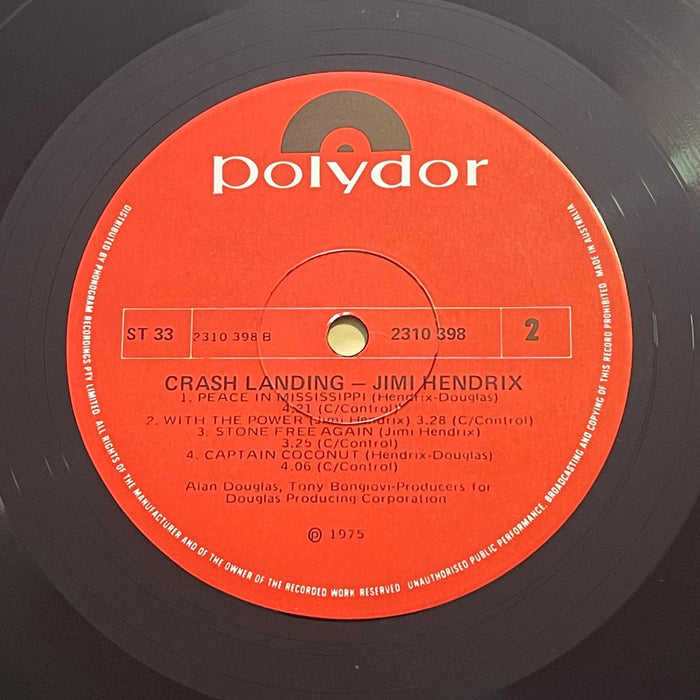 polydor
ST 33
2310 398 B
2310 398
2
CRASH LANDING – JIMI HENDRIX
1. PEACE IN MISSISSIPPI (Hendrix-Douglas)
4.21 (C/Control)
2. WITH THE POWER (Jimi Hendrix) 3.28 (C/Control)
3. STONE FREE AGAIN (Jimi Hendrix)
3.25 (C/Control)
4. CAPTAIN COCONUT (Hendrix-Douglas)
4.06 (C/Control)
Alan Douglas, Tony Bongiovi-Producers for
Douglas Producing Corporation
℗ 1975
DISTRIBUTED BY PHONOGRAM RECORDINGS PTY. LIMITED. ALL RIGHTS OF THE MANUFACTURER AND OF THE OWNER OF THE RECORDED WORK RESERVED UNAUTHORISED PUBLIC PERFORMANCE, BROADCASTING AND COPYING OF THIS RECORD PROHIBITED MADE IN AUSTRALIA